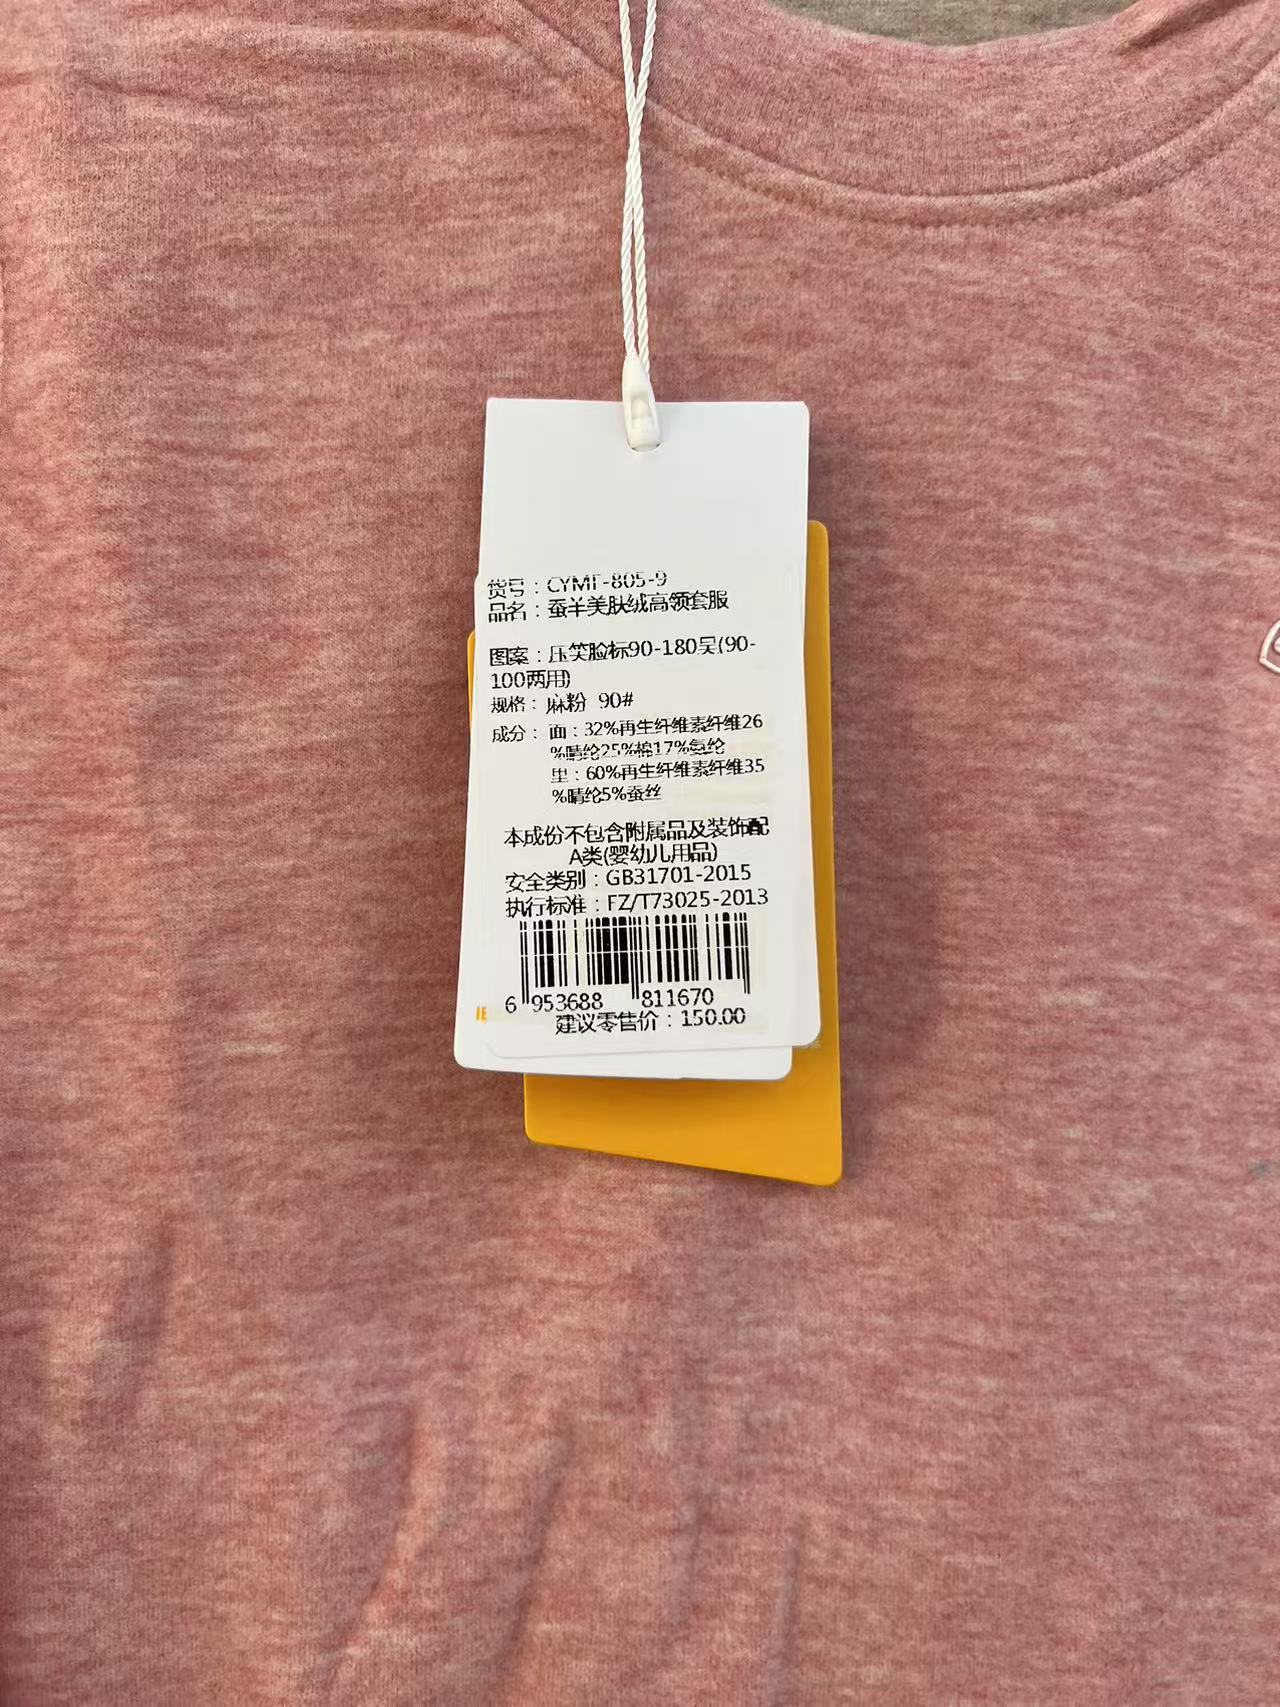 货号：CYMF-805-9
品名：蚕羊美肤绒高领套服
图案：压笑脸标90-180吴(90-
100两用)
规格：麻粉 90#
成分：面：32%再生纤维素纤维26
%腈纶25%棉17%氨纶
里：60%再生纤维素纤维35
%腈纶5%蚕丝
本成份不包含附属品及装饰配
A类(婴幼儿用品)
安全类别：GB31701-2015
执行标准：FZ/T73025-2013
6 953688 811670
IE
建议零售价：150.00